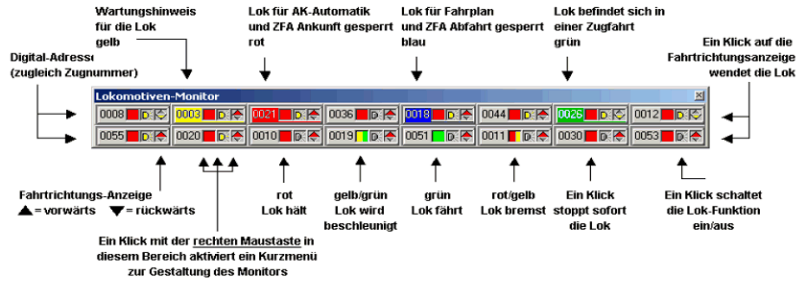 Wartungshinweis
für die Lok
gelb
Lok für AK-Automatik
und ZFA Ankunft gesperrt
rot
Lok für Fahrplan
und ZFA Abfahrt gesperrt
blau
Lok befindet sich in
einer Zugfahrt
grün
Digital-Adresse
(zugleich Zugnummer)
Ein Klick auf die
Fahrtrichtungsanzeige
wendet die Lok
Lokomotiven-Monitor
0008 D 0003 D 0021 D 0036 D 0018 D 0044 D 0026 D 0012 D
0055 D 0020 D 0010 D 0019 D 0051 D 0011 D 0030 D 0053 D
Fahrtrichtungs-Anzeige
▲= vorwärts ▼= rückwärts
rot
Lok hält
gelb/grün
Lok wird
beschleunigt
grün
Lok fährt
rot/gelb
Lok bremst
Ein Klick
stoppt sofort
die Lok
Ein Klick schaltet
die Lok-Funktion
ein/aus
Ein Klick mit der rechten Maustaste in
diesem Bereich aktiviert ein Kurzmenü
zur Gestaltung des Monitors